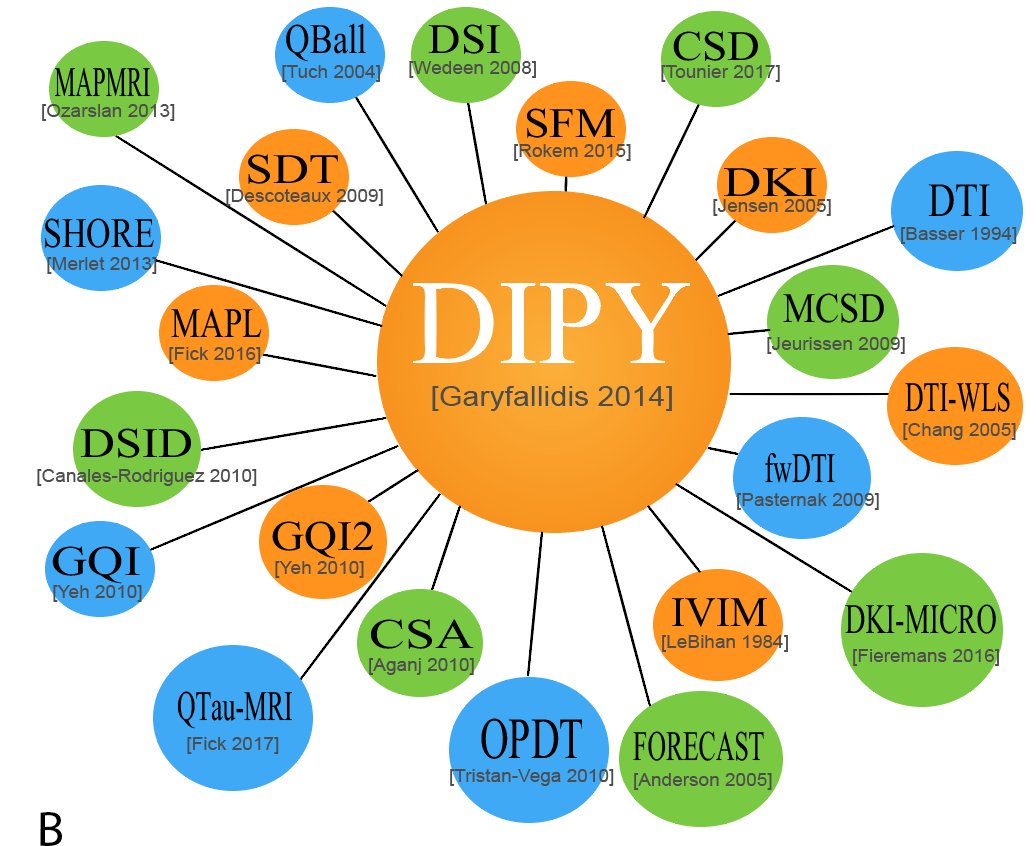 QBall
[Tuch 2004]
DSI
[Wedeen 2008]
CSD
[Tounier 2017]
MAPMRI
[Ozarslan 2013]
SFM
[Rokem 2015]
SDT
[Descoteaux 2009]
DKI
[Jensen 2005]
DTI
[Basser 1994]
SHORE
[Merlet 2013]
MAPL
[Fick 2016]
DIPY
[Garyfallidis 2014]
MCSD
[Jeurissen 2009]
DTI-WLS
[Chang 2005]
DSID
[Canales-Rodriguez 2010]
fwDTI
[Pasternak 2009]
GQI
[Yeh 2010]
GQI2
[Yeh 2010]
CSA
[Aganj 2010]
IVIM
[LeBihan 1984]
DKI-MICRO
[Fieremans 2016]
QTau-MRI
[Fick 2017]
OPDT
[Tristan-Vega 2010]
FORECAST
[Anderson 2005]
B